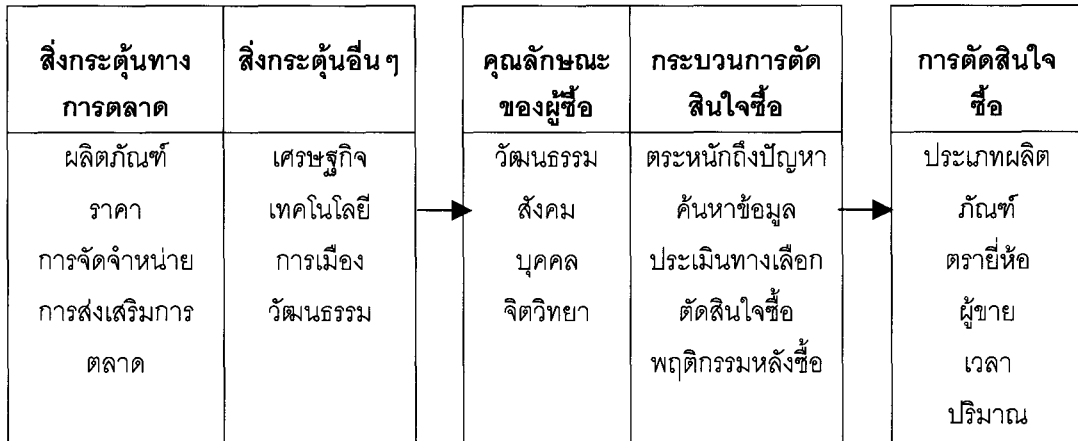 สิ่งกระตุ้นทาง
การตลาด
ผลิตภัณฑ์
ราคา
การจัดจำหน่าย
การส่งเสริมการ
ตลาด
สิ่งกระตุ้นอื่น ๆ
เศรษฐกิจ
เทคโนโลยี
การเมือง
วัฒนธรรม
คุณลักษณะ
ของผู้ซื้อ
วัฒนธรรม
สังคม
บุคคล
จิตวิทยา
กระบวนการตัด
สินใจซื้อ
ตระหนักถึงปัญหา
ค้นหาข้อมูล
ประเมินทางเลือก
ตัดสินใจซื้อ
พฤติกรรมหลังซื้อ
การตัดสินใจ
ซื้อ
ประเภทผลิต
ภัณฑ์
ตรายี่ห้อ
ผู้ขาย
เวลา
ปริมาณ